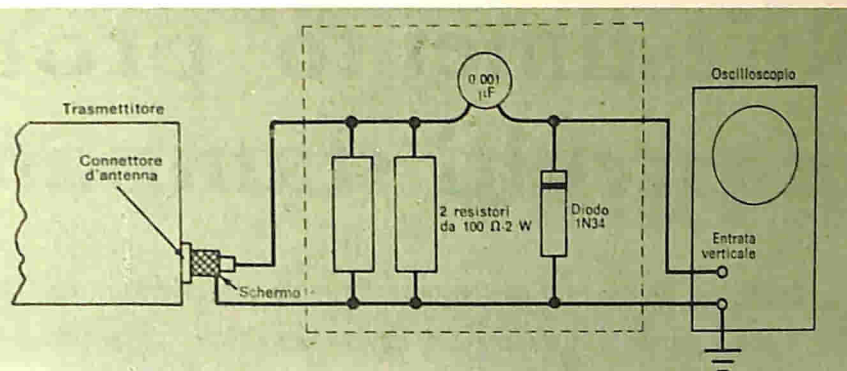 Trasmettitore
Connettore
d'antenna
Schermo
0.001
µF
2 resistori
da 100 Ω-2 W
Diodo
1N34
Oscilloscopio
Entrata
verticale